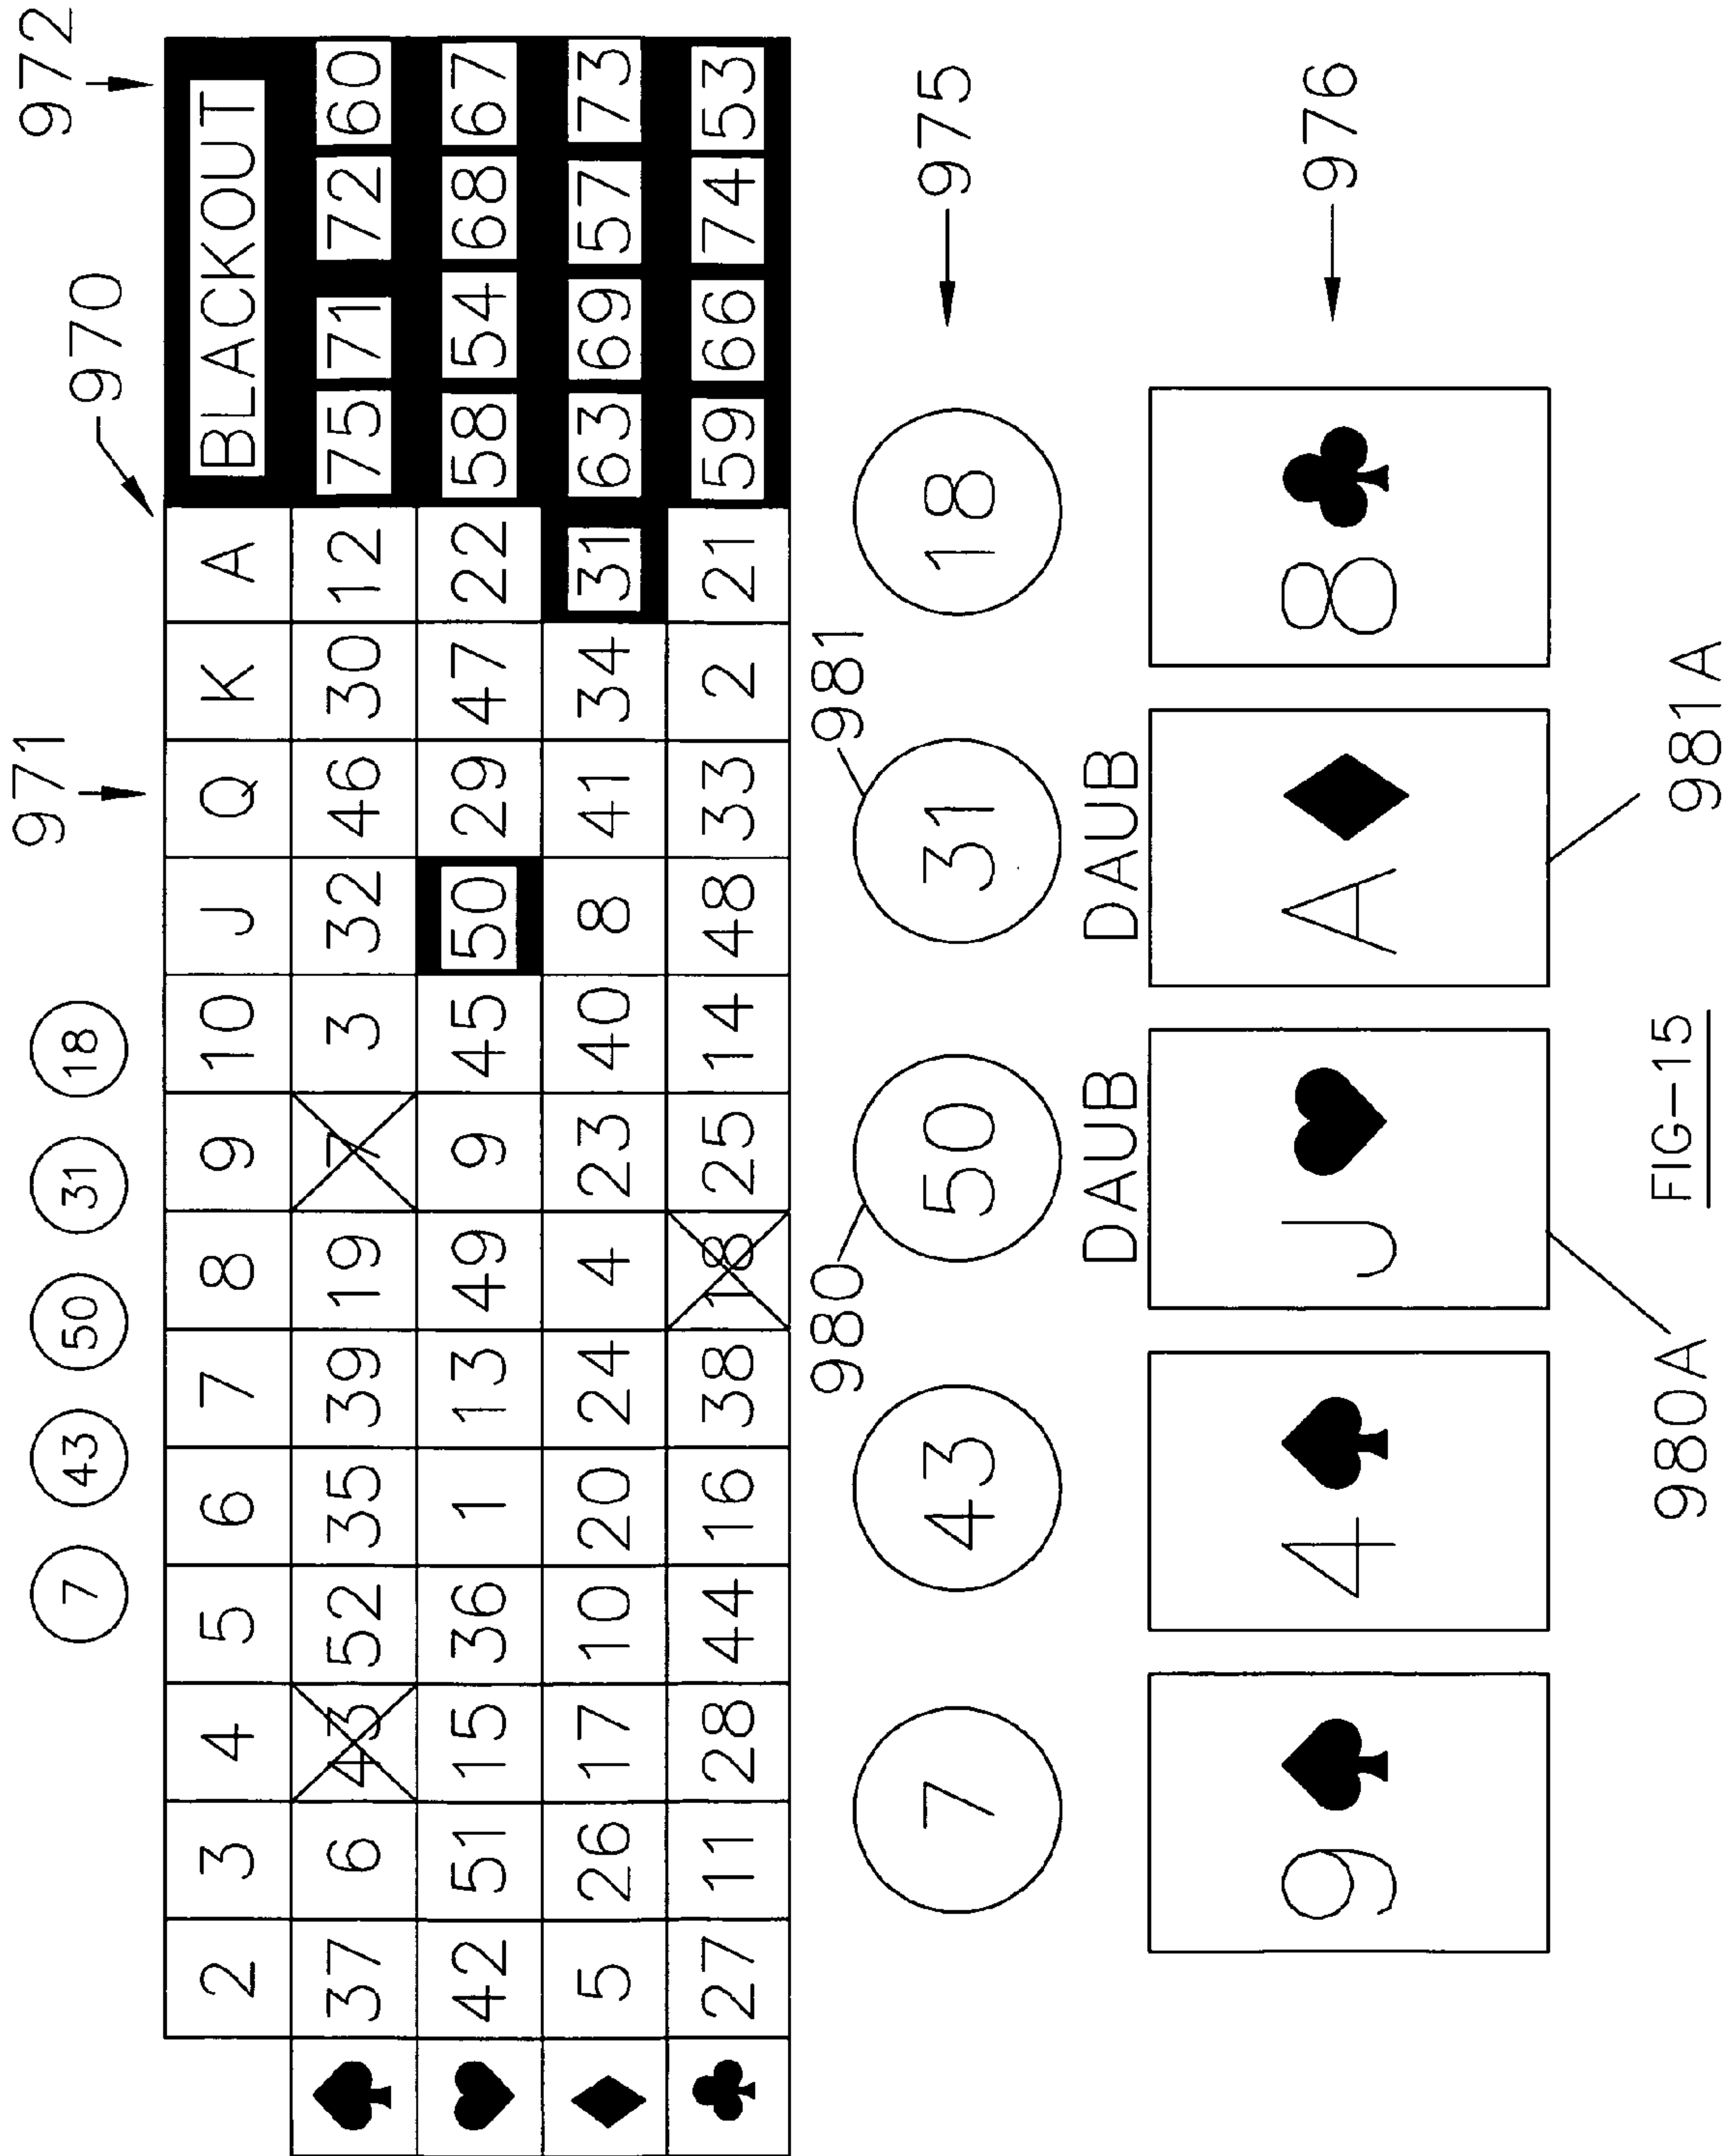 971 972
7 43 50 31 18 970
2 3 4 5 6 7 8 9 10 J Q K A BLACKOUT
♠ 37 6 43 52 35 39 19 7 3 32 46 30 12 75 71 72 60
♥ 42 51 15 36 1 13 49 9 45 50 29 47 22 58 54 68 67
♦ 5 26 17 10 20 24 4 23 40 8 41 34 31 63 69 57 73
♣ 27 11 28 44 16 38 18 25 14 48 33 2 21 59 66 74 53
980 981
7 43 50 31 18 975
DAUB DAUB
9♠ 4♠ J♥ A♦ 8♣ 976
980A 981A
FIG-15